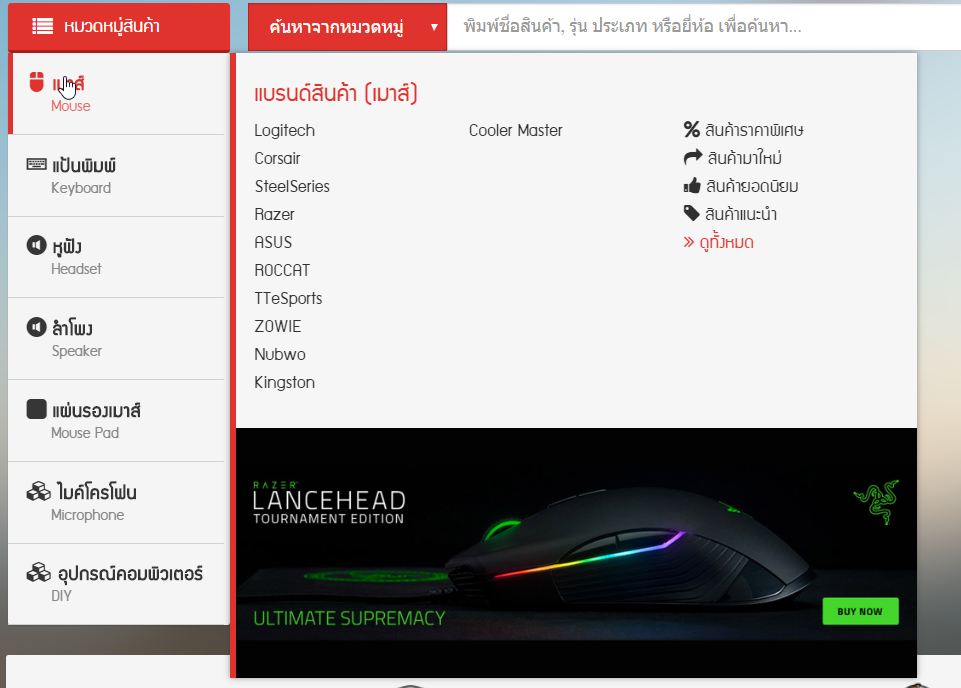 หมวดหมู่สินค้า
ค้นหาจากหมวดหมู่
พิมพ์ชื่อสินค้า, รุ่น ประเภท หรือยี่ห้อ เพื่อค้นหา...
เมาส์
Mouse
แป้นพิมพ์
Keyboard
หูฟัง
Headset
ลำโพง
Speaker
แผ่นรองเมาส์
Mouse Pad
ไมค์โครโฟน
Microphone
อุปกรณ์คอมพิวเตอร์
DIY
แบรนด์สินค้า (เมาส์)
Logitech
Corsair
SteelSeries
Razer
ASUS
ROCCAT
TTeSports
ZOWIE
Nubwo
Kingston
Cooler Master
สินค้าราคาพิเศษ
สินค้ามาใหม่
สินค้ายอดนิยม
สินค้าแนะนำ
ดูทั้งหมด
RAZER
LANCEHEAD
TOURNAMENT EDITION
ULTIMATE SUPREMACY
BUY NOW